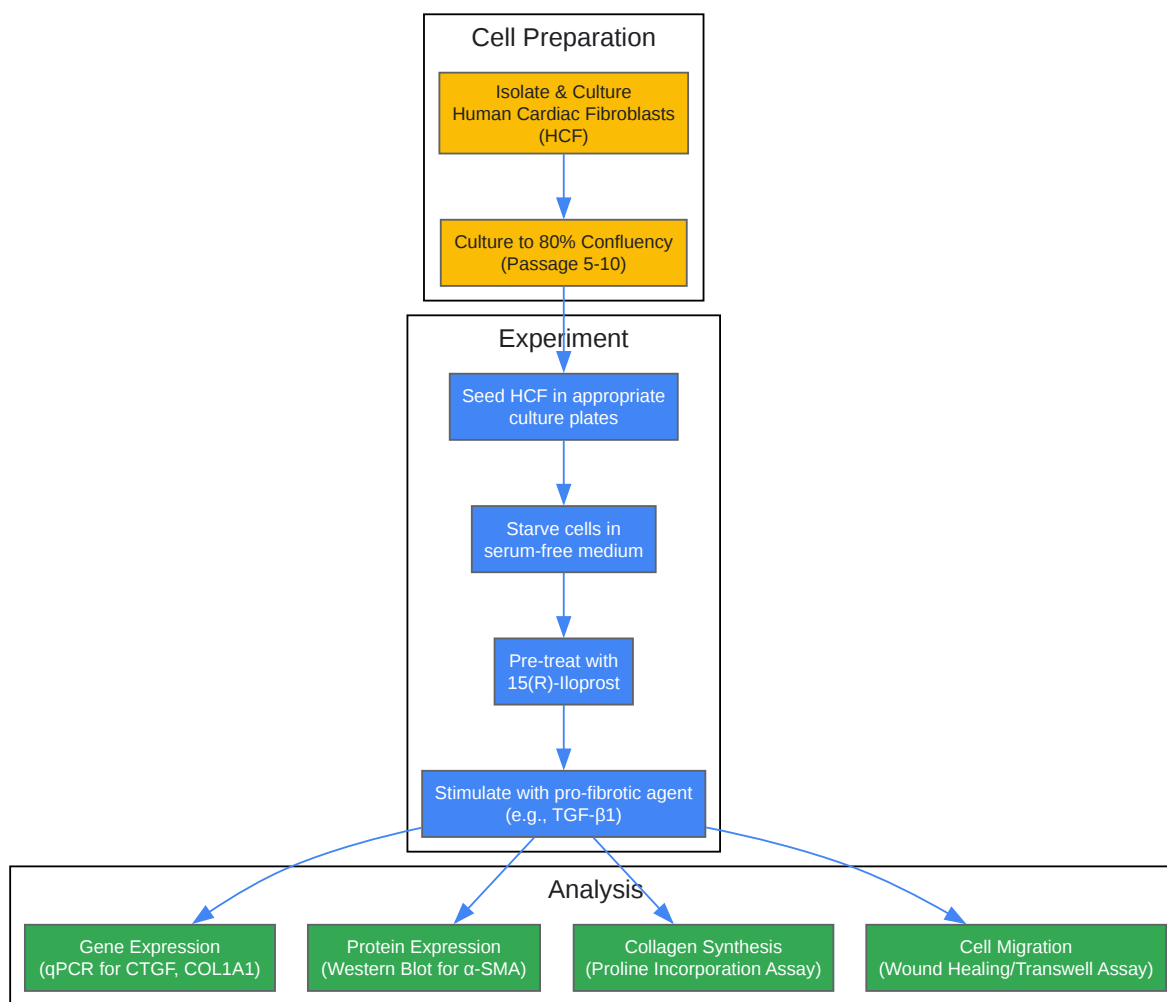 Cell Preparation
Isolate & Culture
Human Cardiac Fibroblasts
(HCF)
Culture to 80% Confluency
(Passage 5-10)
Experiment
Seed HCF in appropriate
culture plates
Starve cells in
serum-free medium
Pre-treat with
15(R)-Iloprost
Stimulate with pro-fibrotic agent
(e.g., TGF-β1)
Analysis
Gene Expression
(qPCR for CTGF, COL1A1)
Protein Expression
(Western Blot for α-SMA)
Collagen Synthesis
(Proline Incorporation Assay)
Cell Migration
(Wound Healing/Transwell Assay)